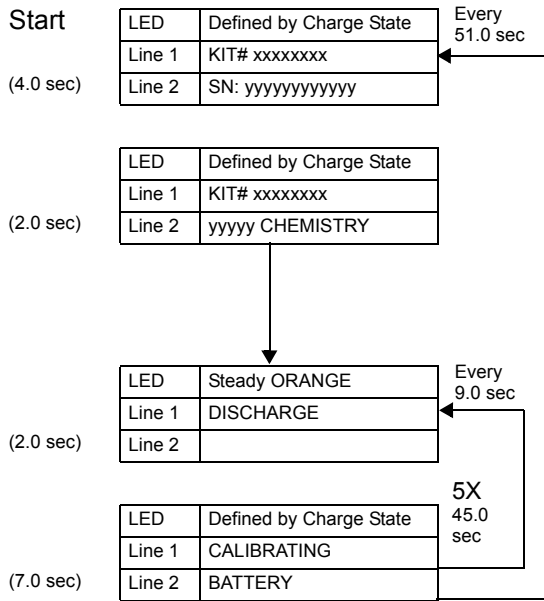 Start
LED Defined by Charge State
Every
51.0 sec
Line 1 KIT# xxxxxxxx
(4.0 sec) Line 2 SN: yyyyyyyyyyyy
LED Defined by Charge State
Line 1 KIT# xxxxxxxx
(2.0 sec) Line 2 yyyyy CHEMISTRY
LED Steady ORANGE
Every
9.0 sec
Line 1 DISCHARGE
(2.0 sec) Line 2
5X
45.0
sec
LED Defined by Charge State
Line 1 CALIBRATING
(7.0 sec) Line 2 BATTERY